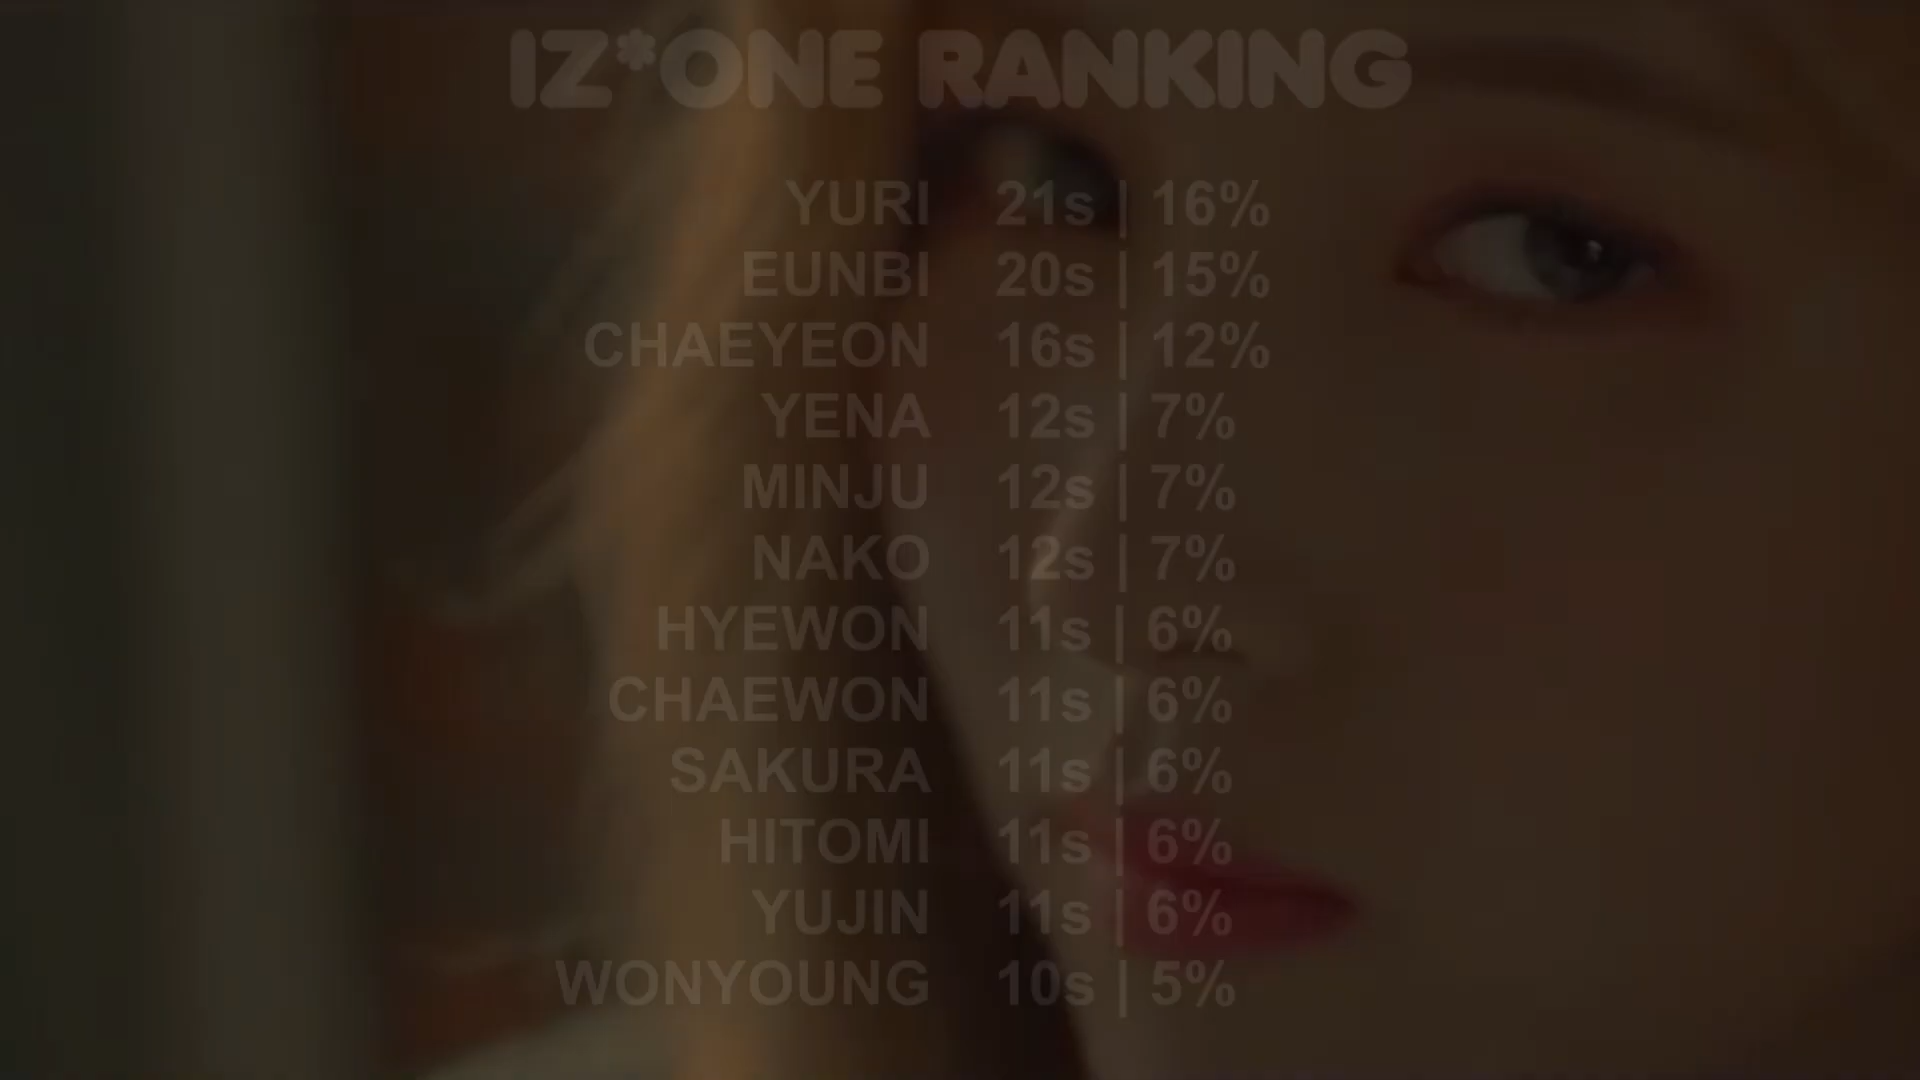 IZ*ONE RANKING
YURI 21s | 16%
EUNBI 20s | 15%
CHAEYEON 16s | 12%
YENA 12s | 7%
MINJU 12s | 7%
NAKO 12s | 7%
HYEWON 11s | 6%
CHAEWON 11s | 6%
SAKURA 11s | 6%
HITOMI 11s | 6%
YUJIN 11s | 6%
WONYOUNG 10s | 5%